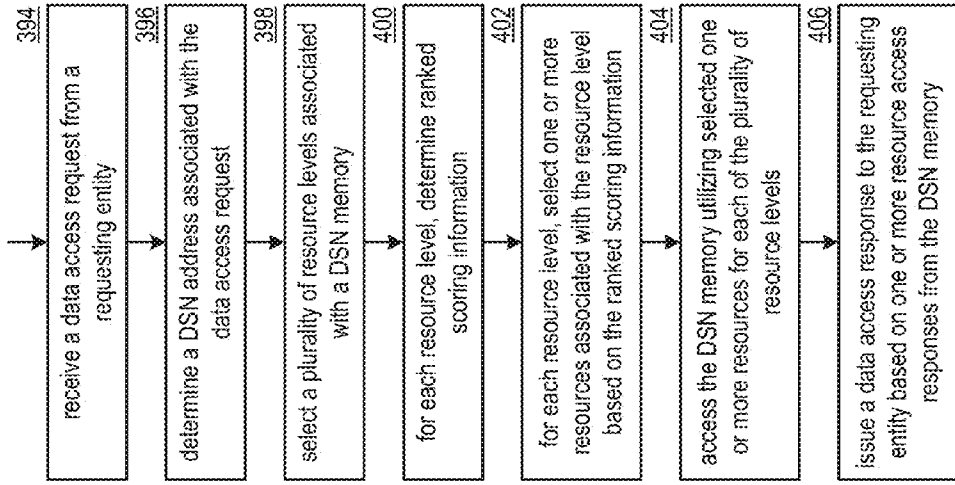 394
receive a data access request from a
requesting entity
396
determine a DSN address associated with the
data access request
398
select a plurality of resource levels associated
with a DSN memory
400
for each resource level, determine ranked
scoring information
402
for each resource level, select one or more
resources associated with the resource level
based on the ranked scoring information
404
access the DSN memory utilizing selected one
or more resources for each of the plurality of
resource levels
406
issue a data access response to the requesting
entity based on one or more resource access
responses from the DSN memory